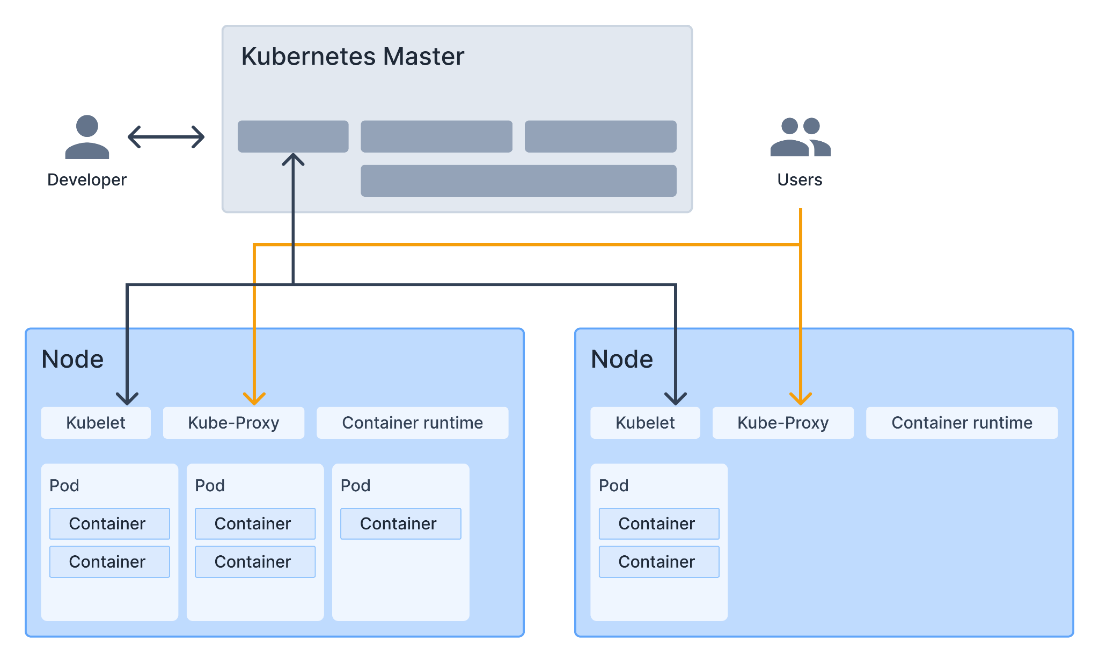 Kubernetes Master
Developer
Users
Node
Kubelet
Kube-Proxy
Container runtime
Pod
Container
Container
Pod
Container
Container
Pod
Container
Node
Kubelet
Kube-Proxy
Container runtime
Pod
Container
Container